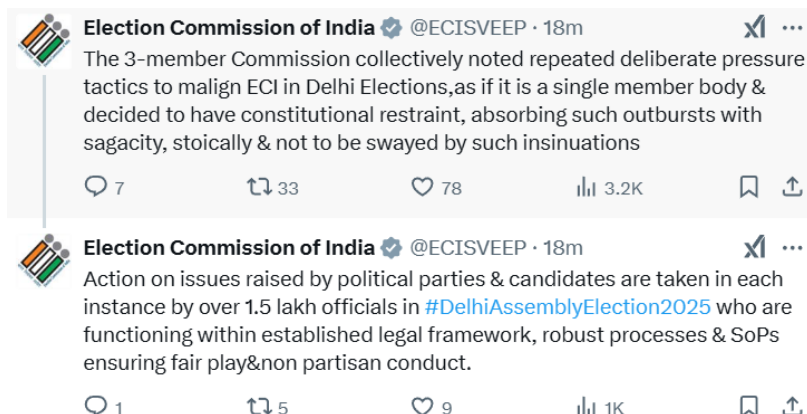 Election Commission of India @ECISVEEP · 18m
The 3-member Commission collectively noted repeated deliberate pressure
tactics to malign ECI in Delhi Elections,as if it is a single member body &
decided to have constitutional restraint, absorbing such outbursts with
sagacity, stoically & not to be swayed by such insinuations
7 33 78 3.2K
Election Commission of India @ECISVEEP · 18m
Action on issues raised by political parties & candidates are taken in each
instance by over 1.5 lakh officials in #DelhiAssemblyElection2025 who are
functioning within established legal framework, robust processes & SoPs
ensuring fair play&non partisan conduct.
1 5 9 1K